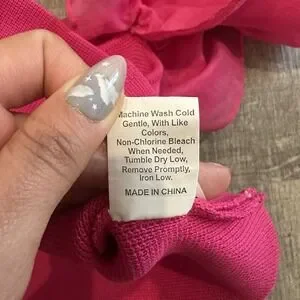 Machine Wash Cold
Gentle, With Like
Colors,
Non-Chlorine Bleach
When Needed,
Tumble Dry Low,
Remove Promptly,
Iron Low.
MADE IN CHINA